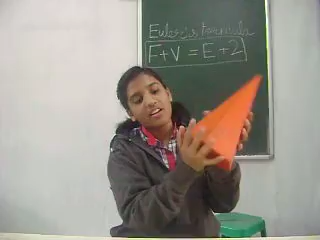 Euler's formula
F+V = E+2